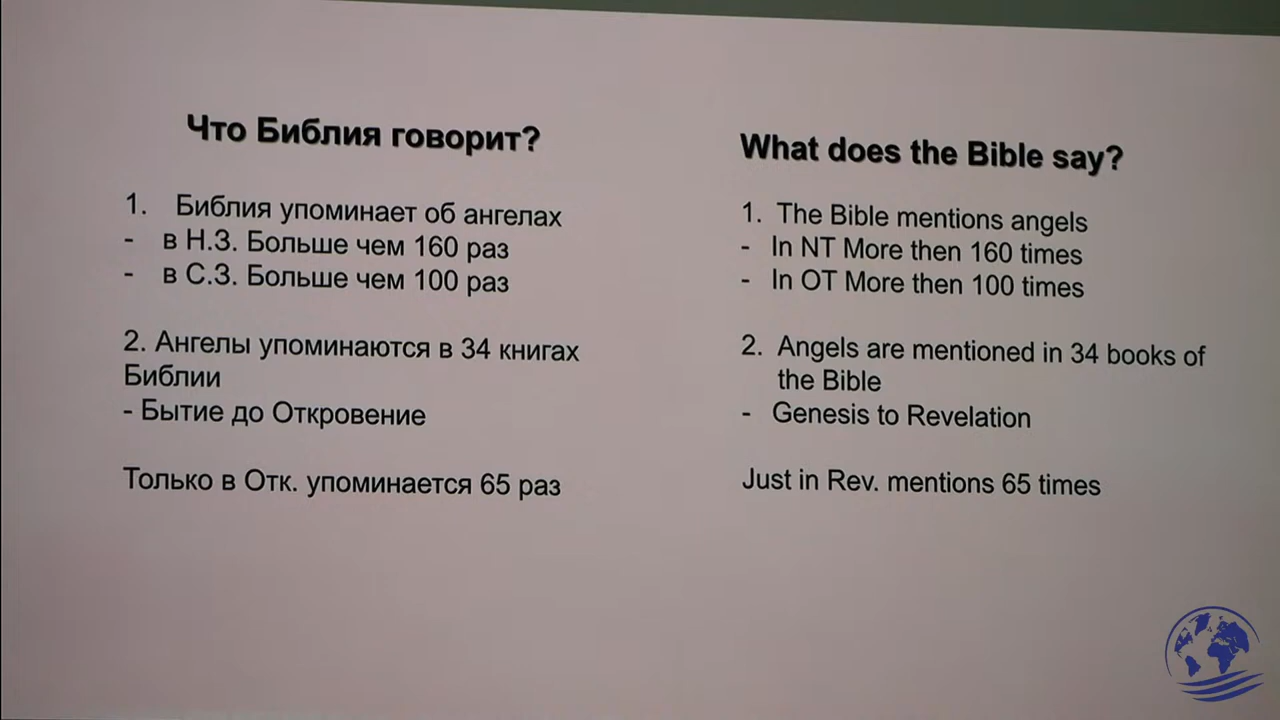 Что Библия говорит?
1. Библия упоминает об ангелах
- в Н.З. Больше чем 160 раз
- в С.З. Больше чем 100 раз
2. Ангелы упоминаются в 34 книгах
Библии
- Бытие до Откровение
Только в Отк. упоминается 65 раз
What does the Bible say?
1. The Bible mentions angels
- In NT More then 160 times
- In OT More then 100 times
2. Angels are mentioned in 34 books of
the Bible
- Genesis to Revelation
Just in Rev. mentions 65 times